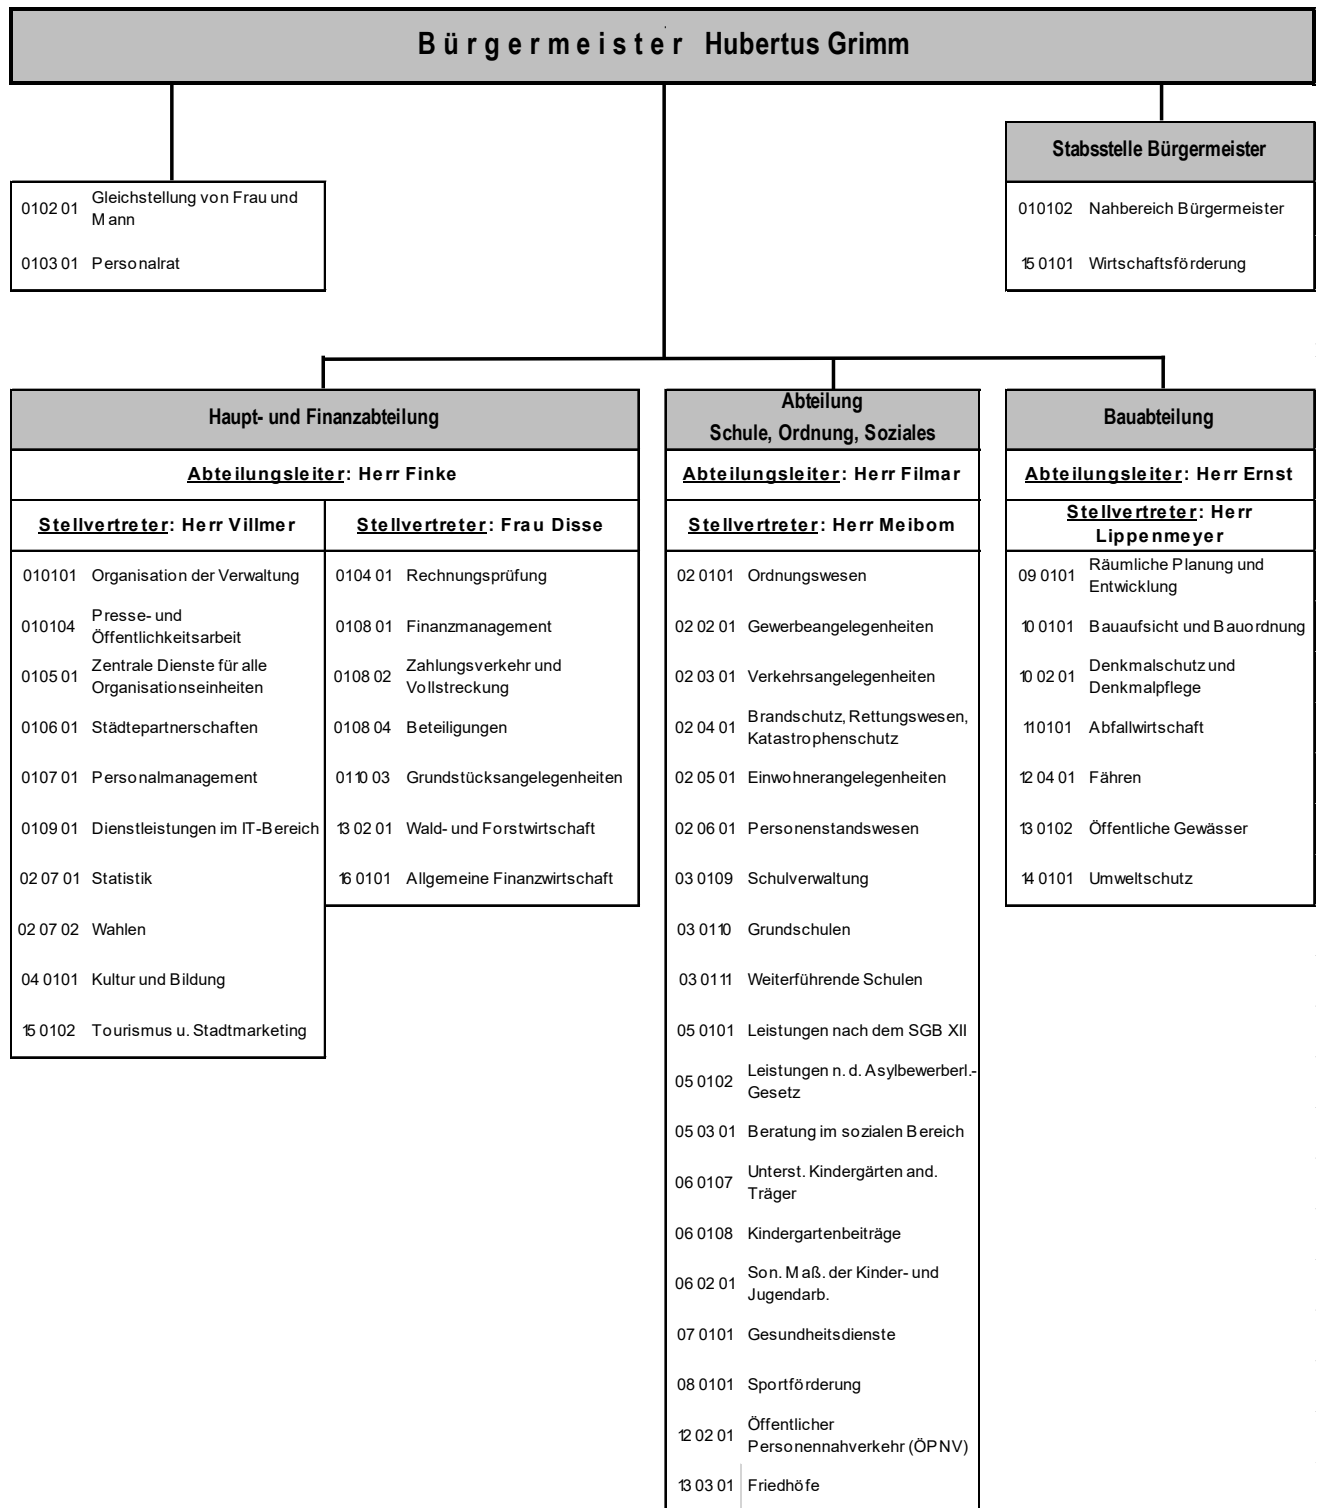 Bürgermeister Hubertus Grimm
Stabsstelle Bürgermeister
010102 Nahbereich Bürgermeister
15 0101 Wirtschaftsförderung
0102 01 Gleichstellung von Frau und
Mann
0103 01 Personalrat
Haupt- und Finanzabteilung
Abteilungsleiter: Herr Finke
Stellvertreter: Herr Villmer
010101 Organisation der Verwaltung
010104 Presse- und
Öffentlichkeitsarbeit
0105 01 Zentrale Dienste für alle
Organisationseinheiten
0106 01 Städtepartnerschaften
0107 01 Personalmanagement
0109 01 Dienstleistungen im IT-Bereich
02 07 01 Statistik
02 07 02 Wahlen
04 0101 Kultur und Bildung
15 0102 Tourismus u. Stadtmarketing
Stellvertreter: Frau Disse
0104 01 Rechnungsprüfung
0108 01 Finanzmanagement
0108 02 Zahlungsverkehr und
Vollstreckung
0108 04 Beteiligungen
0110 03 Grundstücksangelegenheiten
13 02 01 Wald- und Forstwirtschaft
16 0101 Allgemeine Finanzwirtschaft
Abteilung
Schule, Ordnung, Soziales
Abteilungsleiter: Herr Filmar
Stellvertreter: Herr Meibom
02 0101 Ordnungswesen
02 02 01 Gewerbeangelegenheiten
02 03 01 Verkehrsangelegenheiten
02 04 01 Brandschutz, Rettungswesen,
Katastrophenschutz
02 05 01 Einwohnerangelegenheiten
02 06 01 Personenstandswesen
03 0109 Schulverwaltung
03 0110 Grundschulen
03 0111 Weiterführende Schulen
05 0101 Leistungen nach dem SGB XII
05 0102 Leistungen n. d. Asylbewerberl.-
Gesetz
05 03 01 Beratung im sozialen Bereich
06 0107 Unterst. Kindergärten and.
Träger
06 0108 Kindergartenbeiträge
06 02 01 Son. Maß. der Kinder- und
Jugendarb.
07 0101 Gesundheitsdienste
08 0101 Sportförderung
12 02 01 Öffentlicher
Personennahverkehr (ÖPNV)
13 03 01 Friedhöfe
Bauabteilung
Abteilungsleiter: Herr Ernst
Stellvertreter: Herr
Lippenmeyer
09 0101 Räumliche Planung und
Entwicklung
10 0101 Bauaufsicht und Bauordnung
10 02 01 Denkmalschutz und
Denkmalpflege
11 0101 Abfallwirtschaft
12 04 01 Fähren
13 0102 Öffentliche Gewässer
14 0101 Umweltschutz